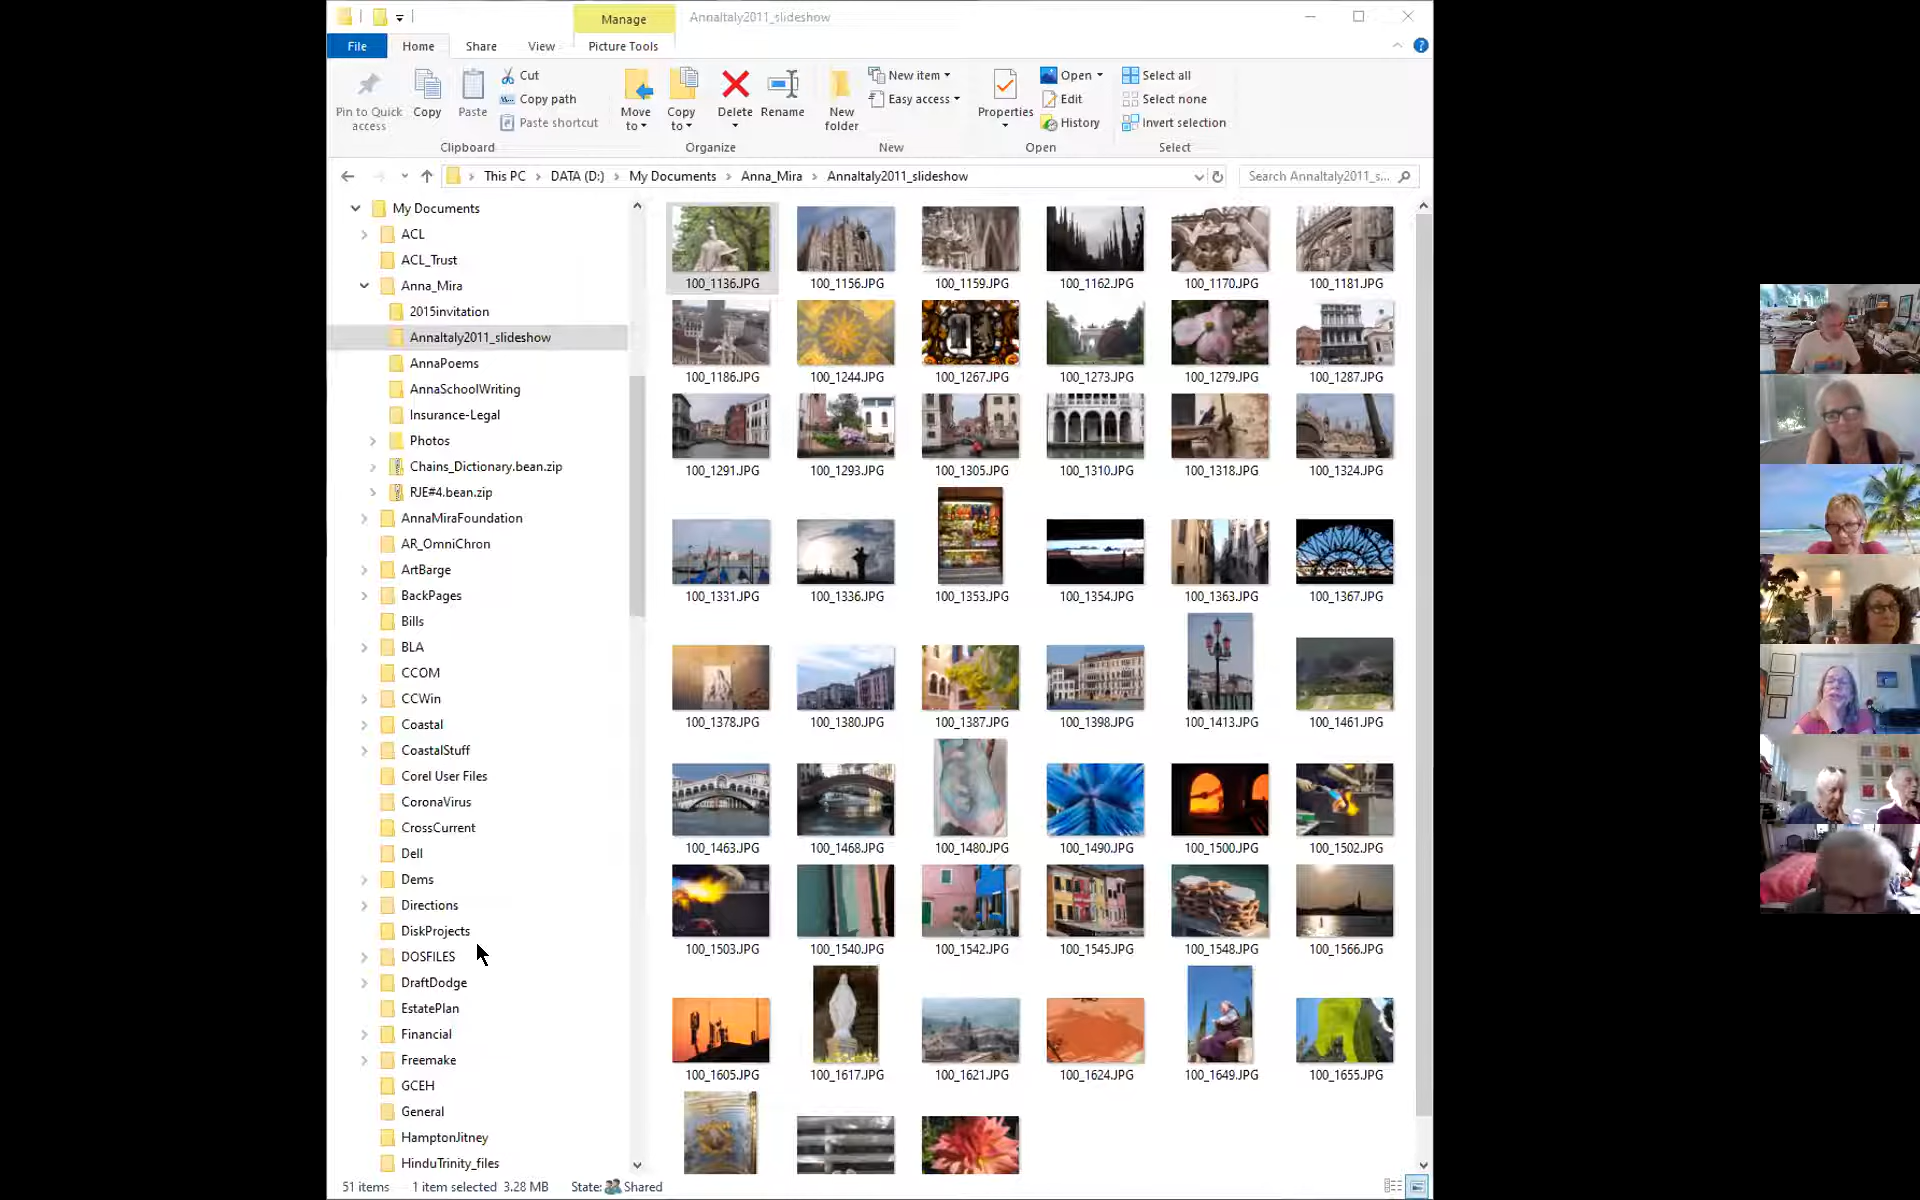 Manage
AnnaItaly2011_slideshow
File
Home
Share
View
Picture Tools
Pin to Quick access
Copy
Paste
Cut
Copy path
Paste shortcut
Move to
Copy to
Delete
Rename
New folder
New item
Easy access
Properties
Open
Edit
History
Select all
Select none
Invert selection
Clipboard
Organize
New
Open
Select
This PC > DATA (D:) > My Documents > Anna_Mira > AnnaItaly2011_slideshow
Search AnnaItaly2011_s...
My Documents
ACL
ACL_Trust
Anna_Mira
2015invitation
AnnaItaly2011_slideshow
AnnaPoems
AnnaSchoolWriting
Insurance-Legal
Photos
Chains_Dictionary.bean.zip
RJE#4.bean.zip
AnnaMiraFoundation
AR_OmniChron
ArtBarge
BackPages
Bills
BLA
CCOM
CCWin
Coastal
CoastalStuff
Corel User Files
CoronaVirus
CrossCurrent
Dell
Dems
Directions
DiskProjects
DOSFILES
DraftDodge
EstatePlan
Financial
Freemake
GCEH
General
HamptonJitney
HinduTrinity_files
100_1136.JPG 100_1156.JPG 100_1159.JPG 100_1162.JPG 100_1170.JPG 100_1181.JPG
100_1186.JPG 100_1244.JPG 100_1267.JPG 100_1273.JPG 100_1279.JPG 100_1287.JPG
100_1291.JPG 100_1293.JPG 100_1305.JPG 100_1310.JPG 100_1318.JPG 100_1324.JPG
100_1331.JPG 100_1336.JPG 100_1353.JPG 100_1354.JPG 100_1363.JPG 100_1367.JPG
100_1378.JPG 100_1380.JPG 100_1387.JPG 100_1398.JPG 100_1413.JPG 100_1461.JPG
100_1463.JPG 100_1468.JPG 100_1480.JPG 100_1490.JPG 100_1500.JPG 100_1502.JPG
100_1503.JPG 100_1540.JPG 100_1542.JPG 100_1545.JPG 100_1548.JPG 100_1566.JPG
100_1605.JPG 100_1617.JPG 100_1621.JPG 100_1624.JPG 100_1649.JPG 100_1655.JPG
51 items 1 item selected 3.28 MB State: Shared